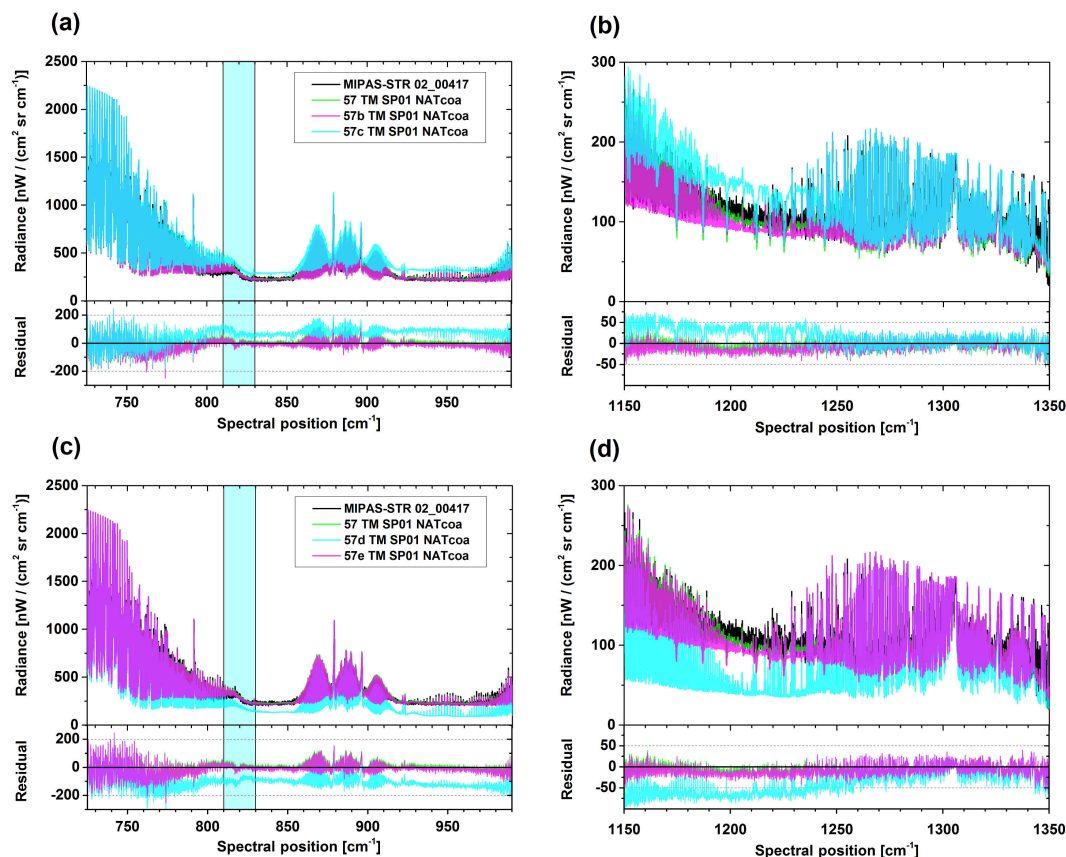 (a)
(b)
2500
2000
1500
1000
500
0
200
0
-200
Radiance [nW / (cm² sr cm⁻¹)]
Residual
MIPAS-STR 02_00417
57 TM SP01 NATcoa
57b TM SP01 NATcoa
57c TM SP01 NATcoa
750 800 850 900 950
Spectral position [cm⁻¹]
300
200
100
0
50
0
-50
Radiance [nW / (cm² sr cm⁻¹)]
Residual
1150 1200 1250 1300 1350
Spectral position [cm⁻¹]
(c)
(d)
2500
2000
1500
1000
500
0
200
0
-200
Radiance [nW / (cm² sr cm⁻¹)]
Residual
MIPAS-STR 02_00417
57 TM SP01 NATcoa
57d TM SP01 NATcoa
57e TM SP01 NATcoa
750 800 850 900 950
Spectral position [cm⁻¹]
300
200
100
0
50
0
-50
Radiance [nW / (cm² sr cm⁻¹)]
Residual
1150 1200 1250 1300 1350
Spectral position [cm⁻¹]